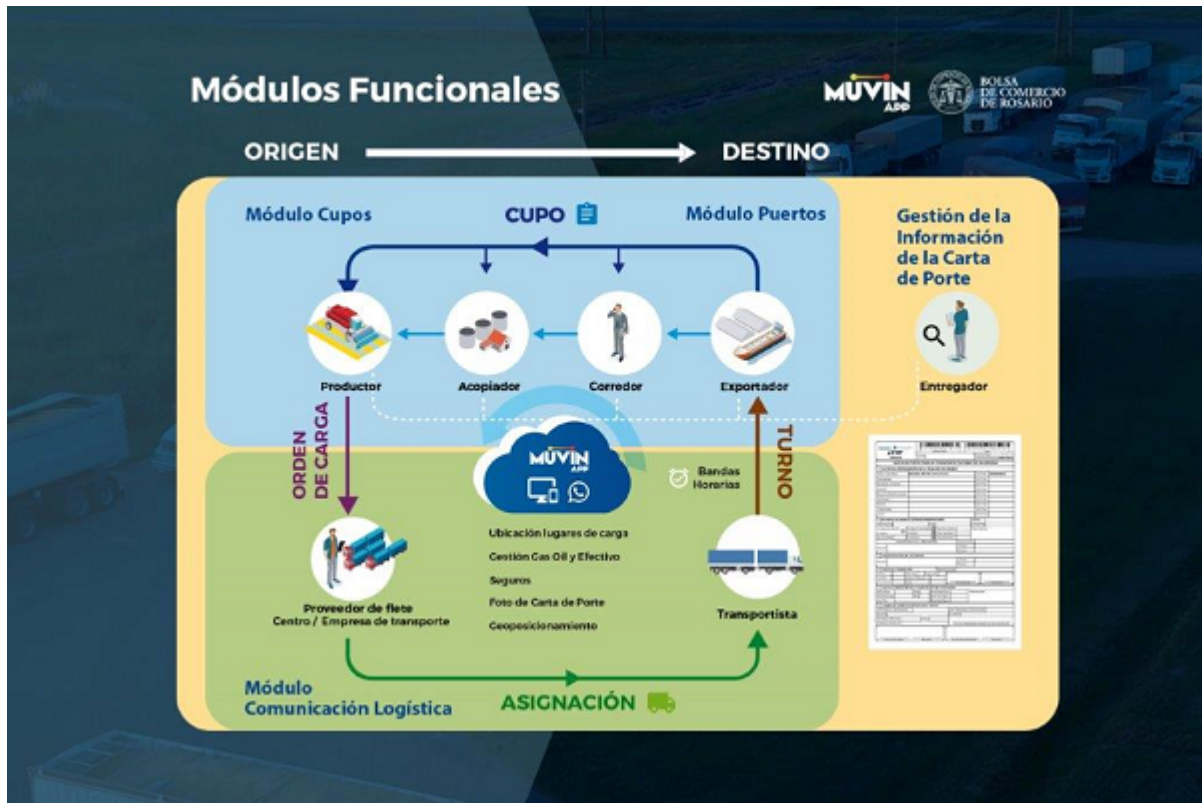 Módulos Funcionales
MUVIN
APP
BOLSA
DE COMERCIO
DE ROSARIO
ORIGEN
DESTINO
Módulo Cupos
CUPO
Módulo Puertos
Gestión de la
Información
de la Carta
de Porte
Productor
Acopiador
Corredor
Exportador
Entregador
ORDEN
DE CARGA
MUVIN
APP
Bandas
Horarias
TURNO
Ubicación lugares de carga
Gestión Gas Oil y Efectivo
Seguros
Foto de Carta de Porte
Geoposicionamiento
Proveedor de flete
Centro / Empresa de transporte
Transportista
Módulo
Comunicación Logística
ASIGNACIÓN